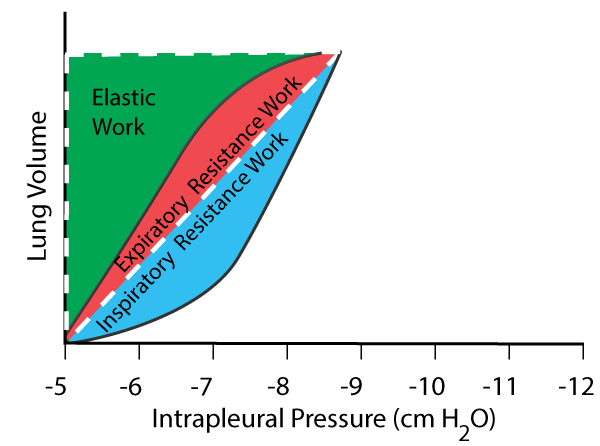 Elastic
Work
Expiratory Resistance Work
Inspiratory Resistance Work
Lung Volume
-5 -6 -7 -8 -9 -10 -11 -12
Intrapleural Pressure (cm H₂O)